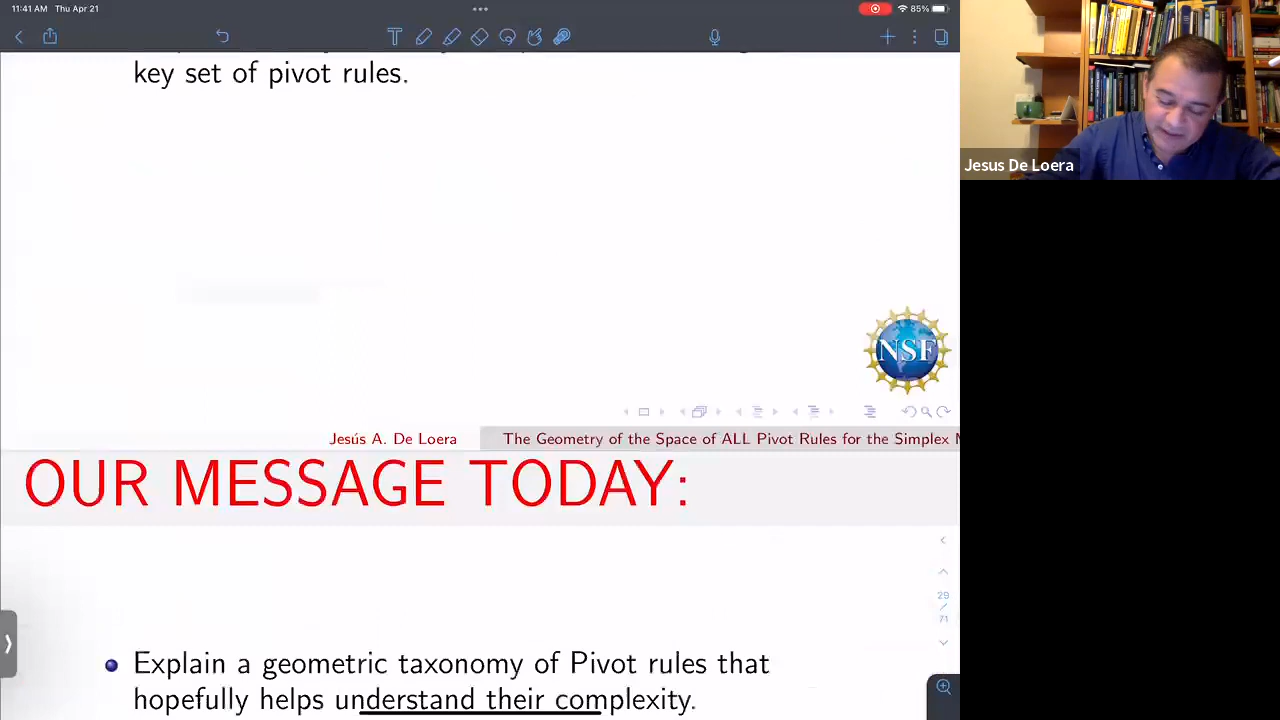 11:41 AM Thu Apr 21
85%
key set of pivot rules.
Jesus De Loera
NSF
Jesús A. De Loera
The Geometry of the Space of ALL Pivot Rules for the Simplex
OUR MESSAGE TODAY:
29
/
71
Explain a geometric taxonomy of Pivot rules that
hopefully helps understand their complexity.